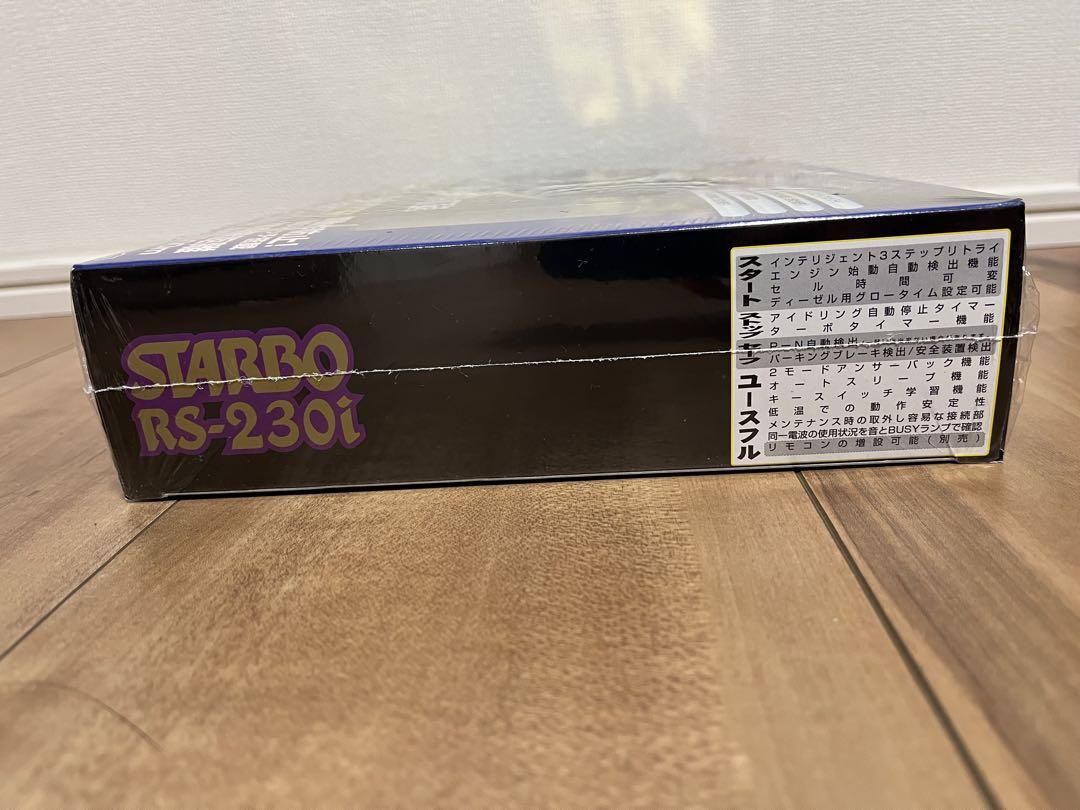 STARBO
RS-230i
スタート
インテリジェント3ステップリトライ
エンジン始動自動検出機能
セル時間可変
ディーゼル用グロータイム設定可能
ストップ
アイドリング自動停止タイマー
ターボタイマー機能
セーフ
P-N自動検出
パーキングブレーキ検出/安全装置検出
ユースフル
2モードアンサーバック機能
オートスリープ機能
キースイッチ学習機能
低温での動作安定性
メンテナンス時の取外し容易な接続部
同一電波の使用状況を音とBUSYランプで確認
リモコンの増設可能(別売)